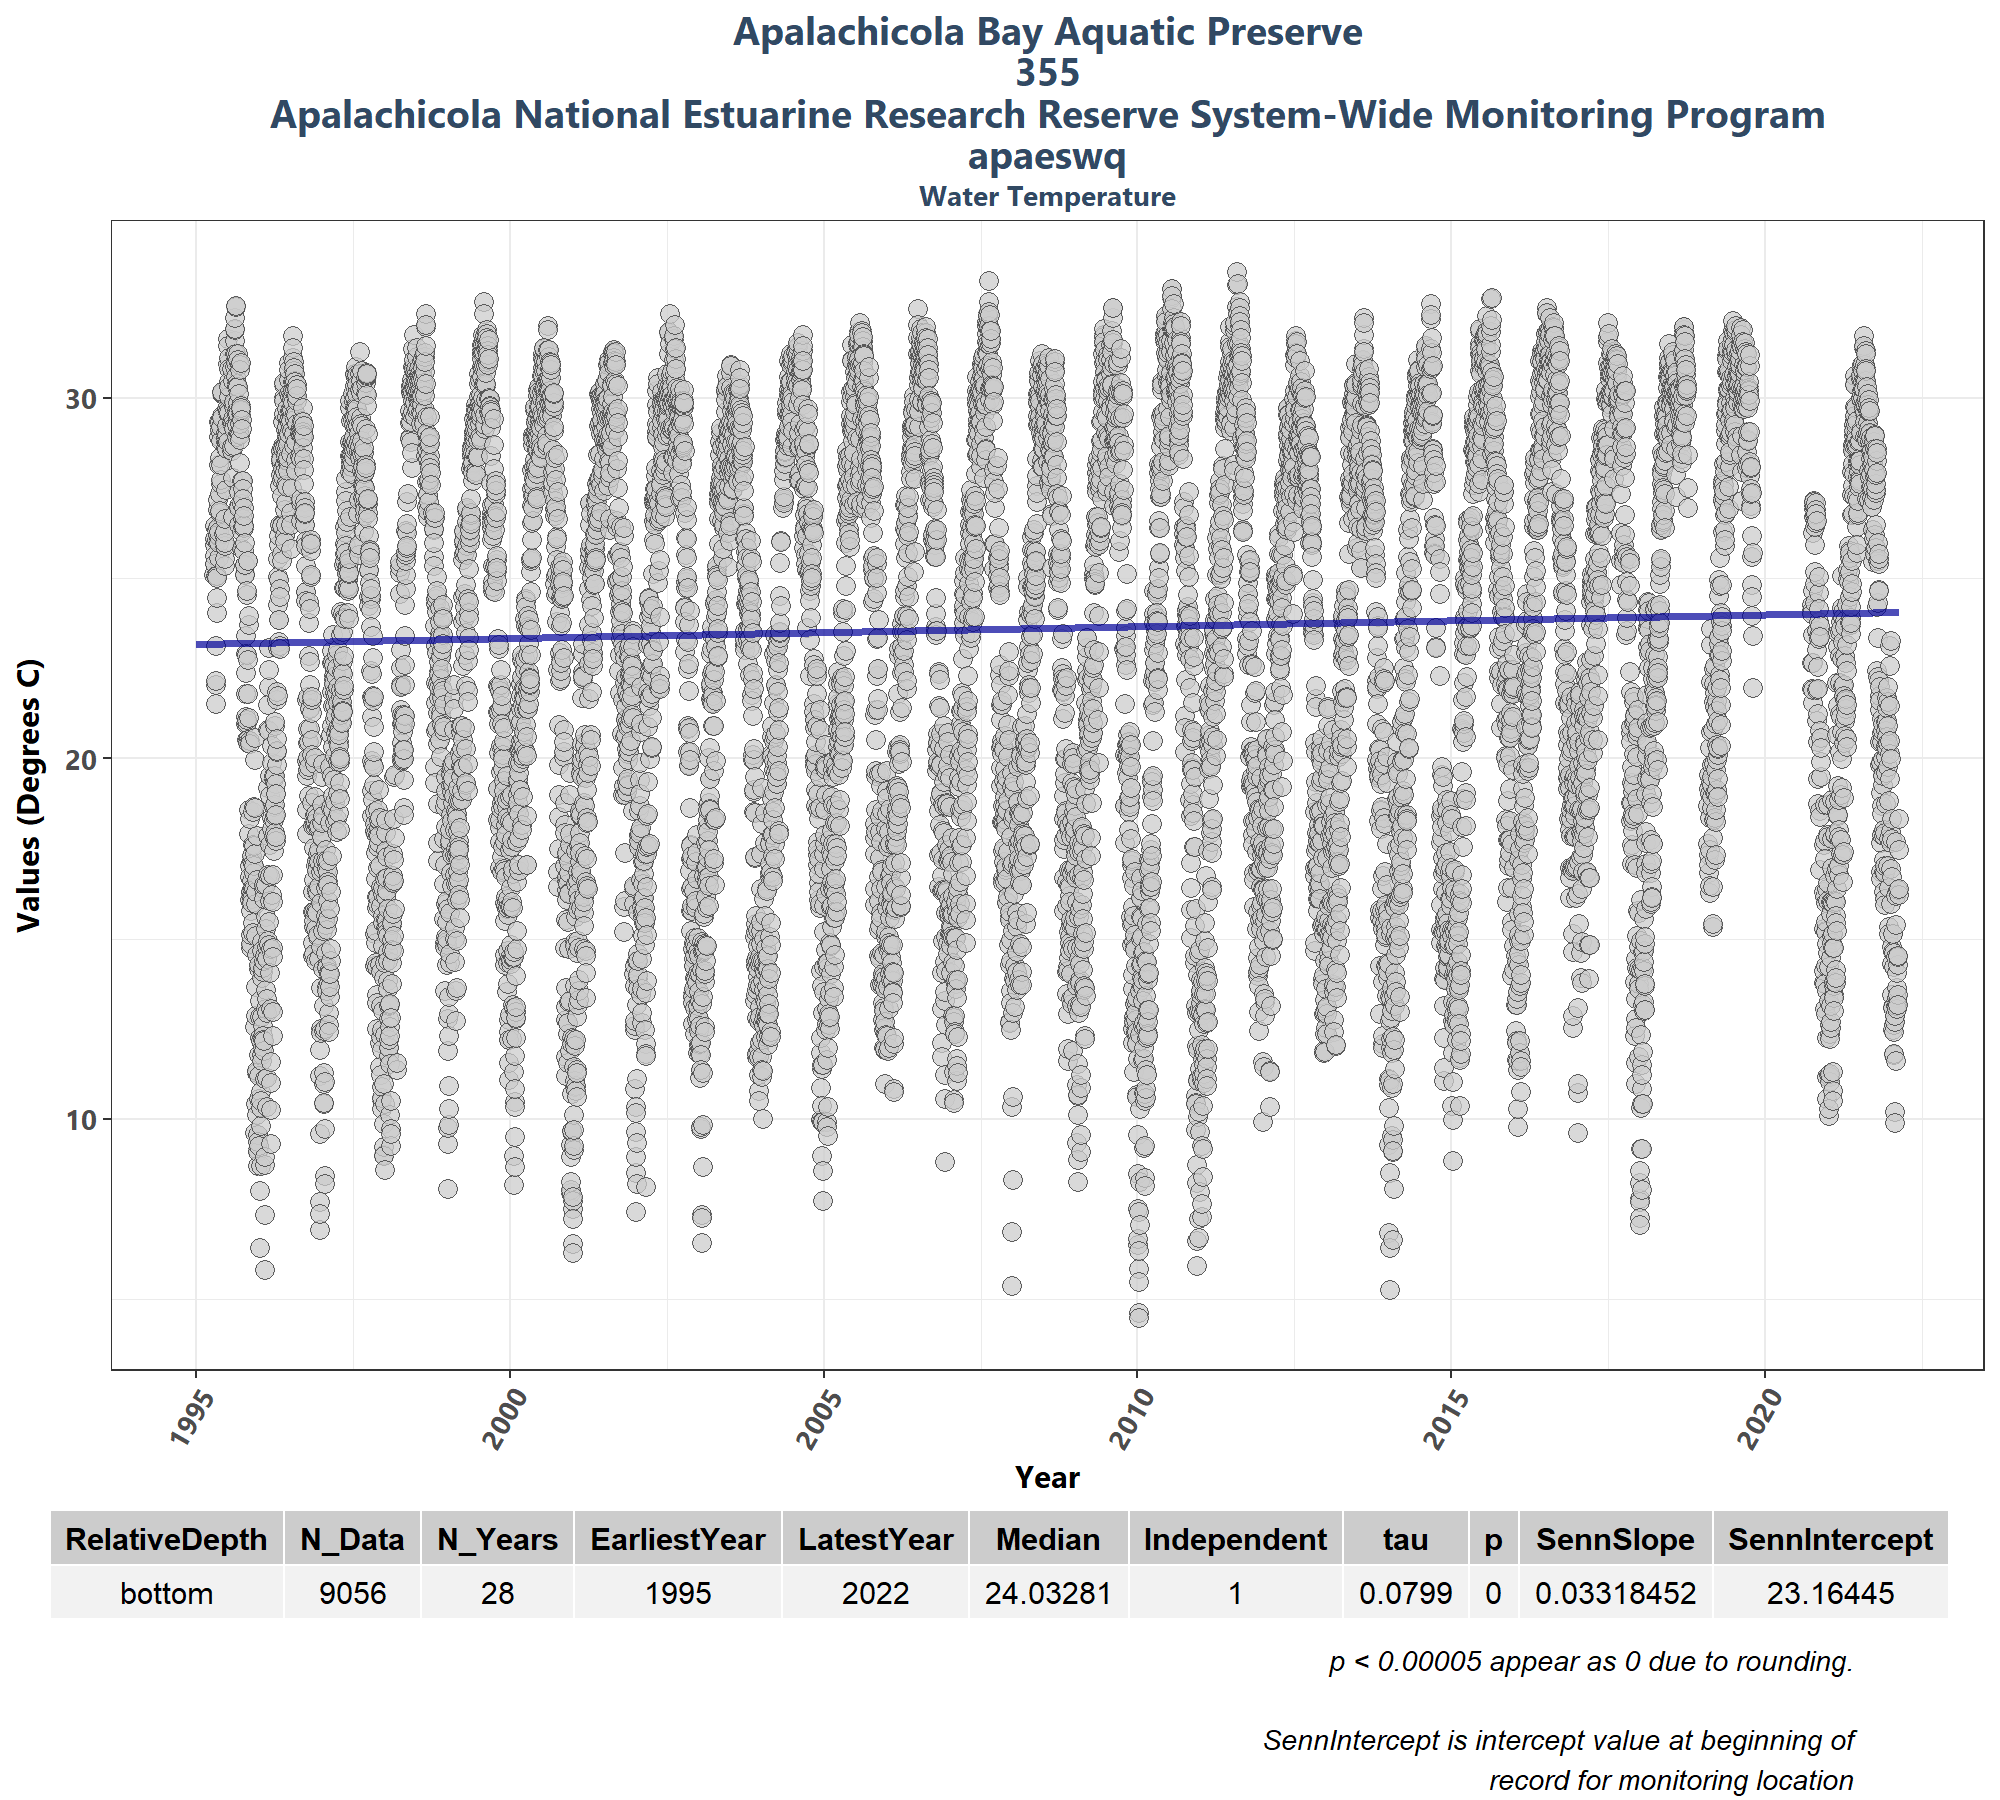 Apalachicola Bay Aquatic Preserve
355
Apalachicola National Estuarine Research Reserve System-Wide Monitoring Program
apaeswq
Water Temperature
Values (Degrees C)
30
20
10
1995 2000 2005 2010 2015 2020
Year
RelativeDepth N_Data N_Years EarliestYear LatestYear Median Independent tau p SennSlope SennIntercept
bottom 9056 28 1995 2022 24.03281 1 0.0799 0 0.03318452 23.16445
p < 0.00005 appear as 0 due to rounding.
SennIntercept is intercept value at beginning of
record for monitoring location